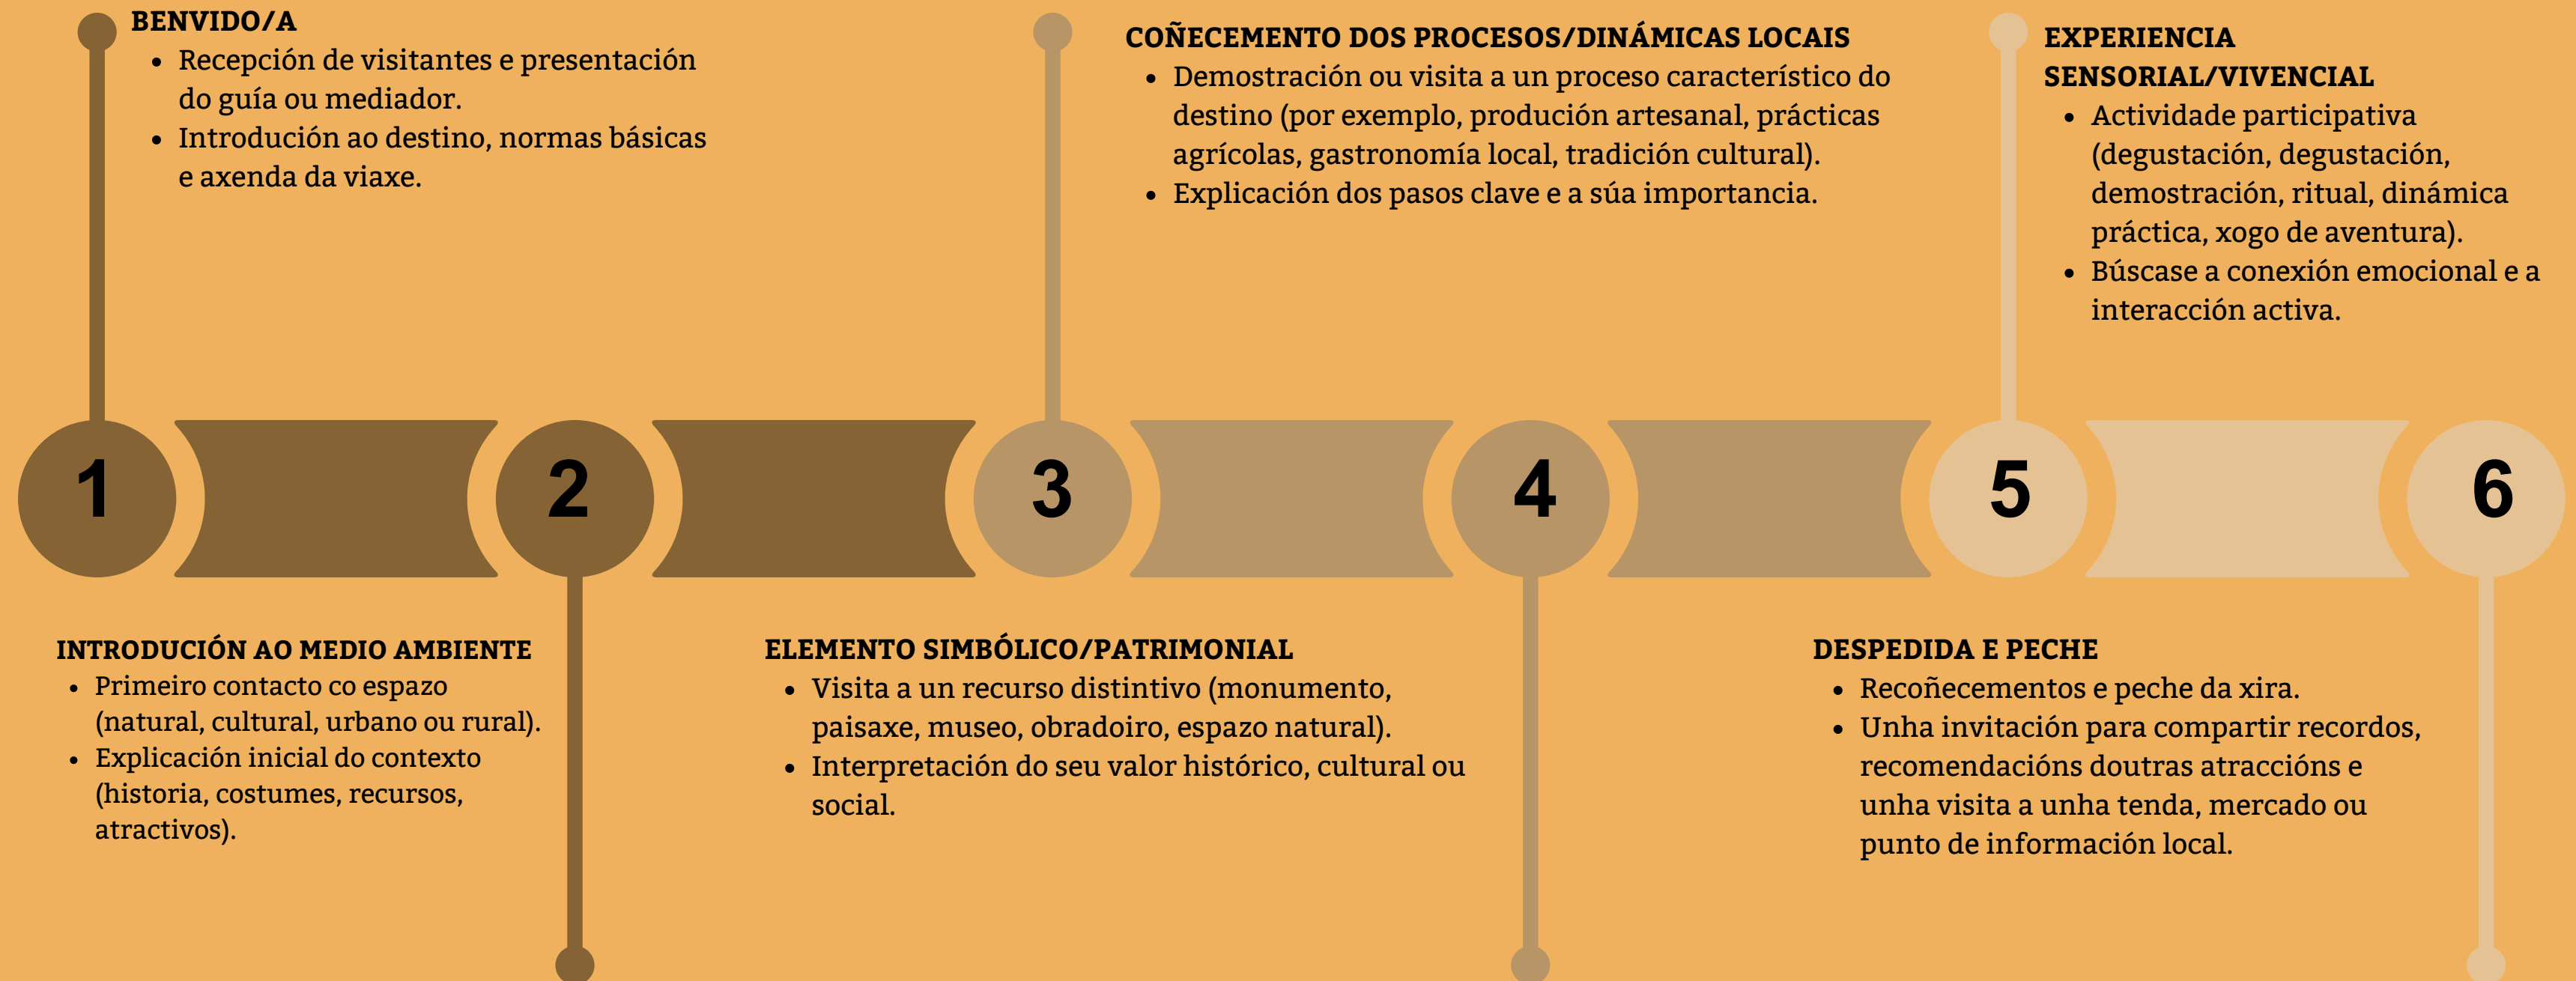 BENVIDO/A
• Recepción de visitantes e presentación
do guía ou mediador.
• Introdución ao destino, normas básicas
e axenda da viaxe.
COÑECEMENTO DOS PROCESOS/DINÁMICAS LOCAIS
• Demostración ou visita a un proceso característico do
destino (por exemplo, produción artesanal, prácticas
agrícolas, gastronomía local, tradición cultural).
• Explicación dos pasos clave e a súa importancia.
EXPERIENCIA
SENSORIAL/VIVENCIAL
• Actividade participativa
(degustación, degustación,
demostración, ritual, dinámica
práctica, xogo de aventura).
• Búscase a conexión emocional e a
interacción activa.
1
2
3
4
5
6
INTRODUCIÓN AO MEDIO AMBIENTE
• Primeiro contacto co espazo
(natural, cultural, urbano ou rural).
• Explicación inicial do contexto
(historia, costumes, recursos,
atractivos).
ELEMENTO SIMBÓLICO/PATRIMONIAL
• Visita a un recurso distintivo (monumento,
paisaxe, museo, obradoiro, espazo natural).
• Interpretación do seu valor histórico, cultural ou
social.
DESPEDIDA E PECHE
• Recoñecementos e peche da xira.
• Unha invitación para compartir recordos,
recomendacións doutras atraccións e
unha visita a unha tenda, mercado ou
punto de información local.